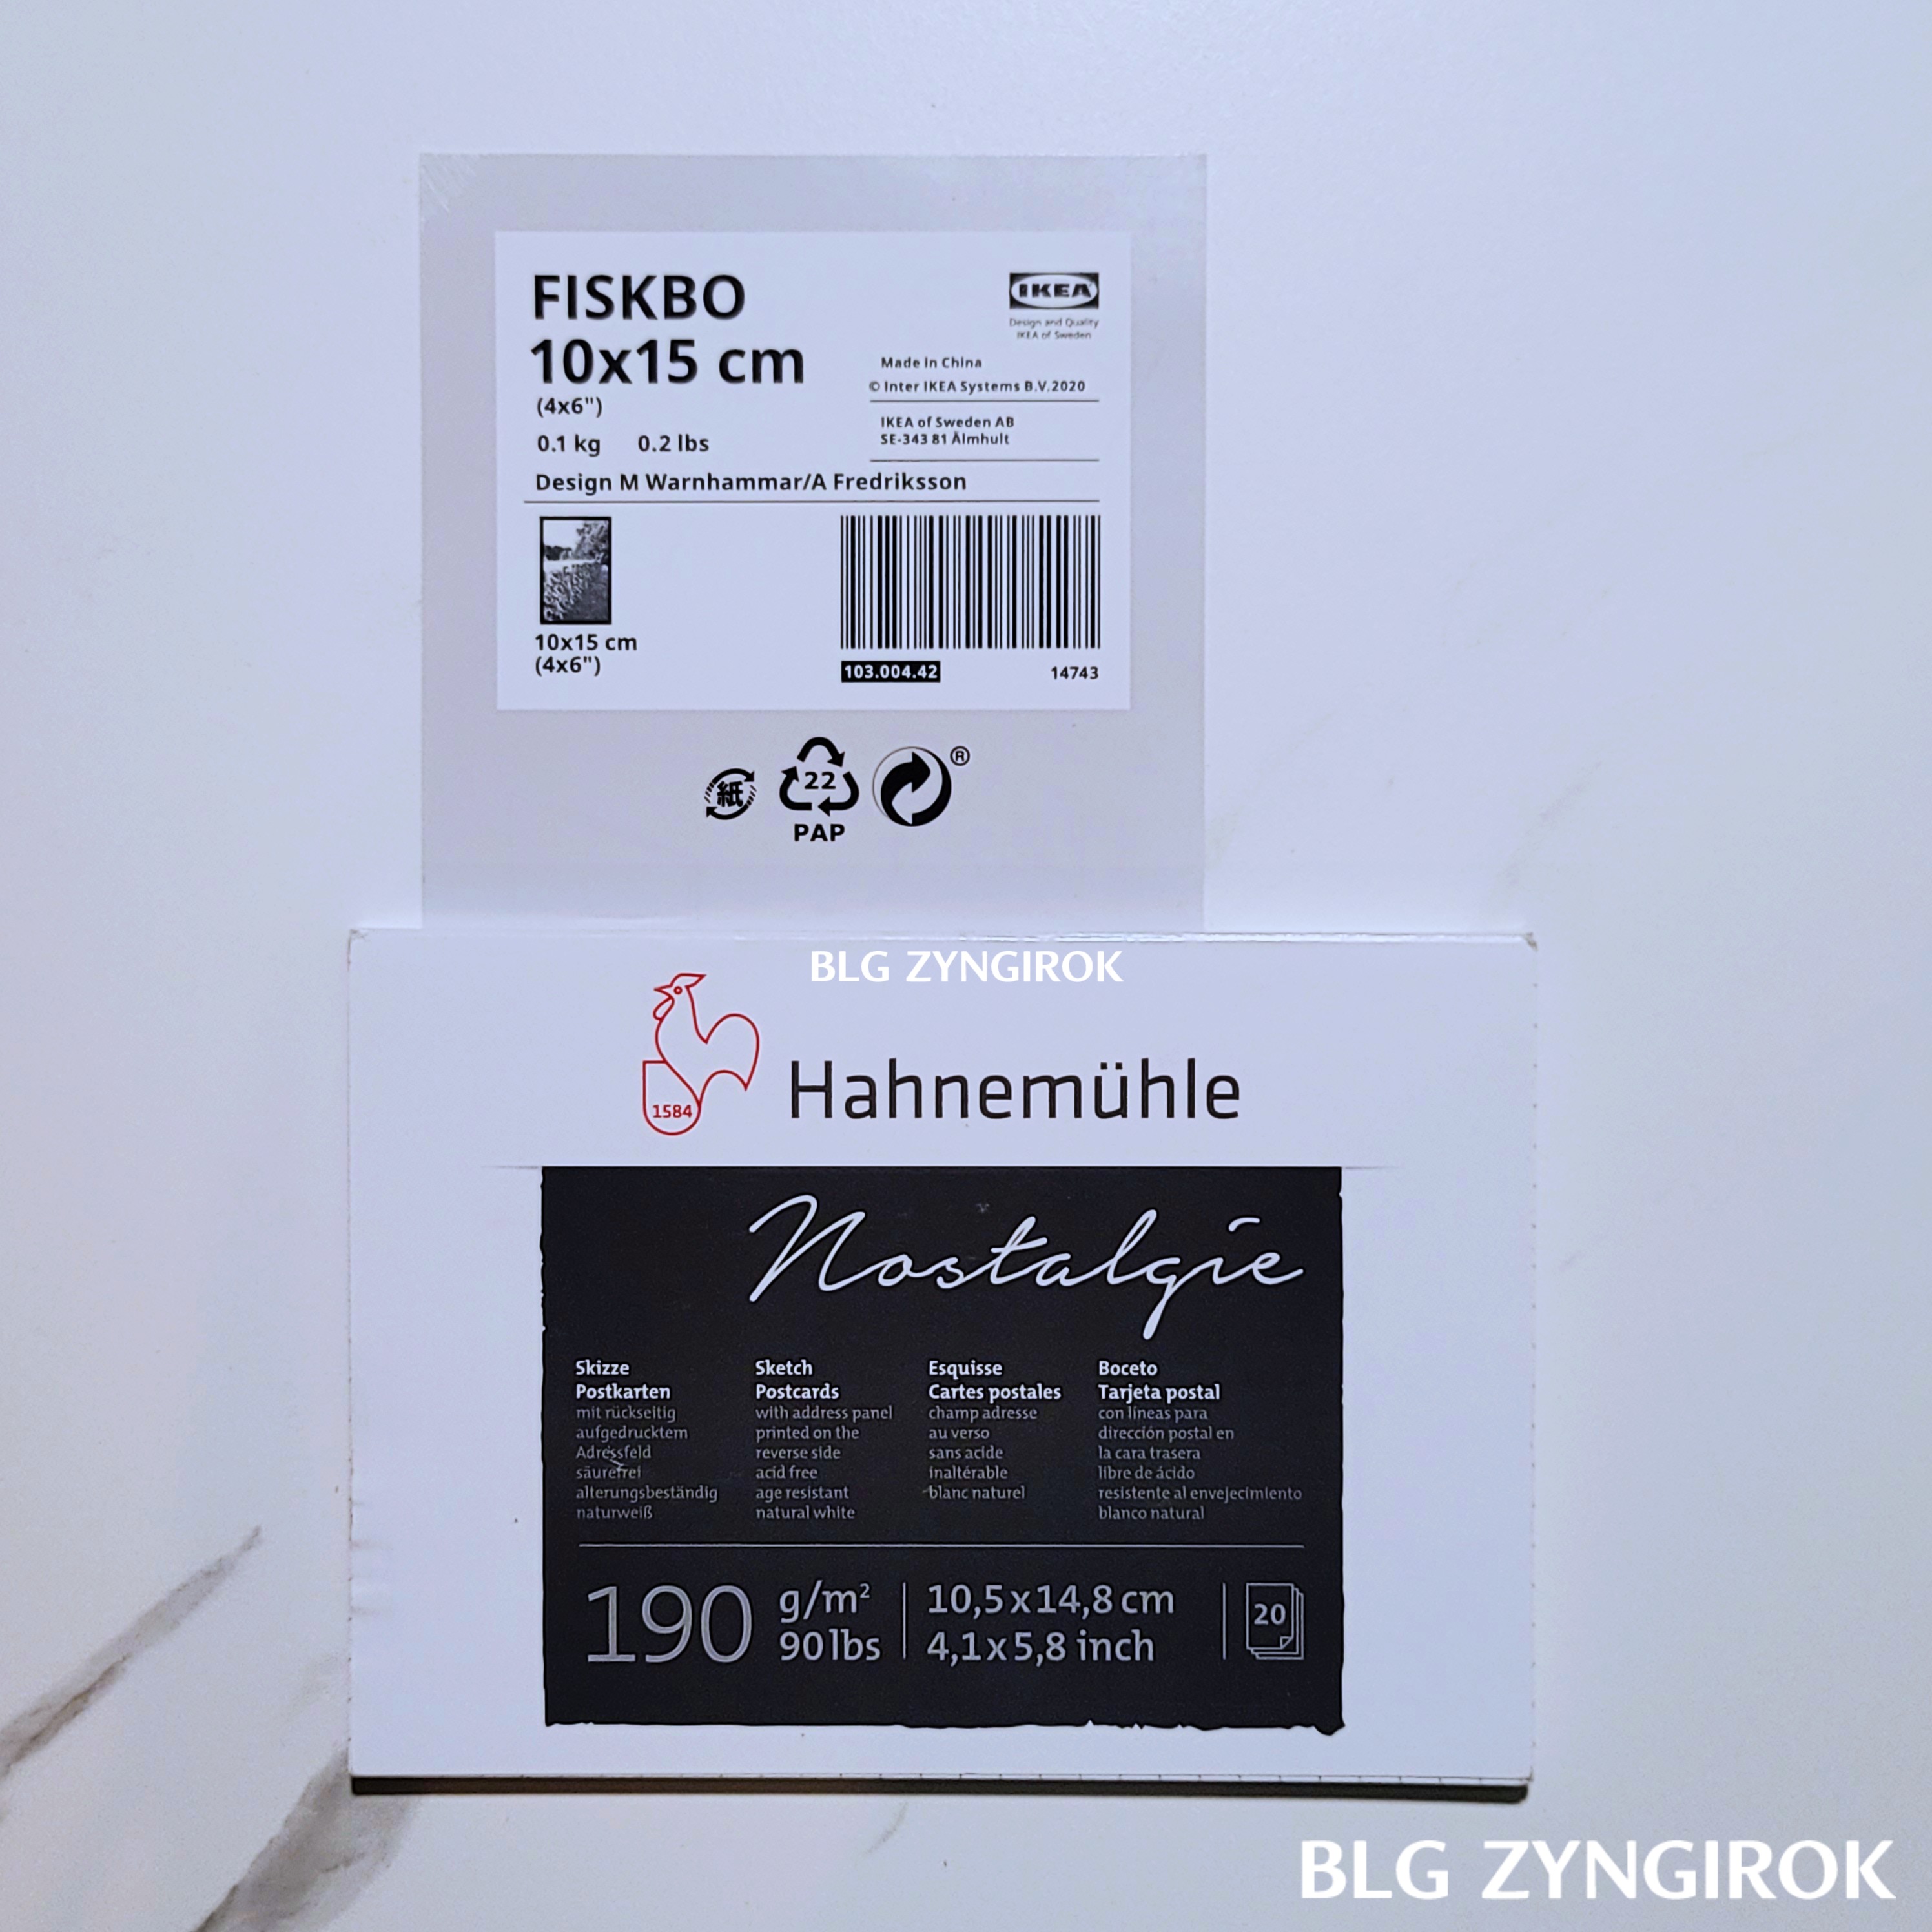 FISKBO
10x15 cm
(4x6")
0.1 kg 0.2 lbs
Design M Warnhammar/A Fredriksson
IKEA
Design and Quality
IKEA of Sweden
Made in China
© Inter IKEA Systems B.V.2020
IKEA of Sweden AB
SE-343 81 Älmhult
10x15 cm
(4x6")
103.004.42 14743
紙
22
PAP
®
BLG ZYNGIROK
1584
Hahnemühle
Nostalgie
Skizze
Postkarten
mit rückseitig
aufgedrucktem
Adressfeld
säurefrei
alterungsbeständig
naturweiß
Sketch
Postcards
with address panel
printed on the
reverse side
acid free
age resistant
natural white
Esquisse
Cartes postales
champ adresse
au verso
sans acide
inaltérable
blanc naturel
Boceto
Tarjeta postal
con líneas para
dirección postal en
la cara trasera
libre de ácido
resistente al envejecimiento
blanco natural
190 g/m²
90 lbs
10,5 x 14,8 cm
4,1 x 5,8 inch
20
BLG ZYNGIROK